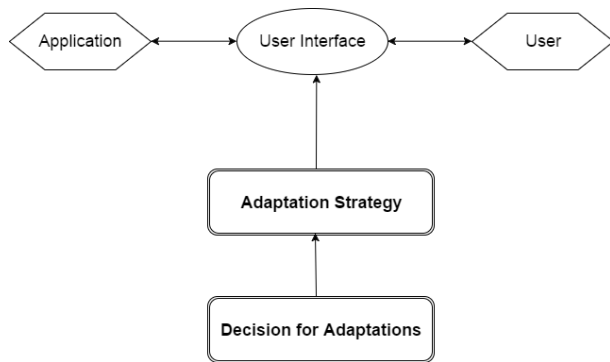 Application
User Interface
User
Adaptation Strategy
Decision for Adaptations